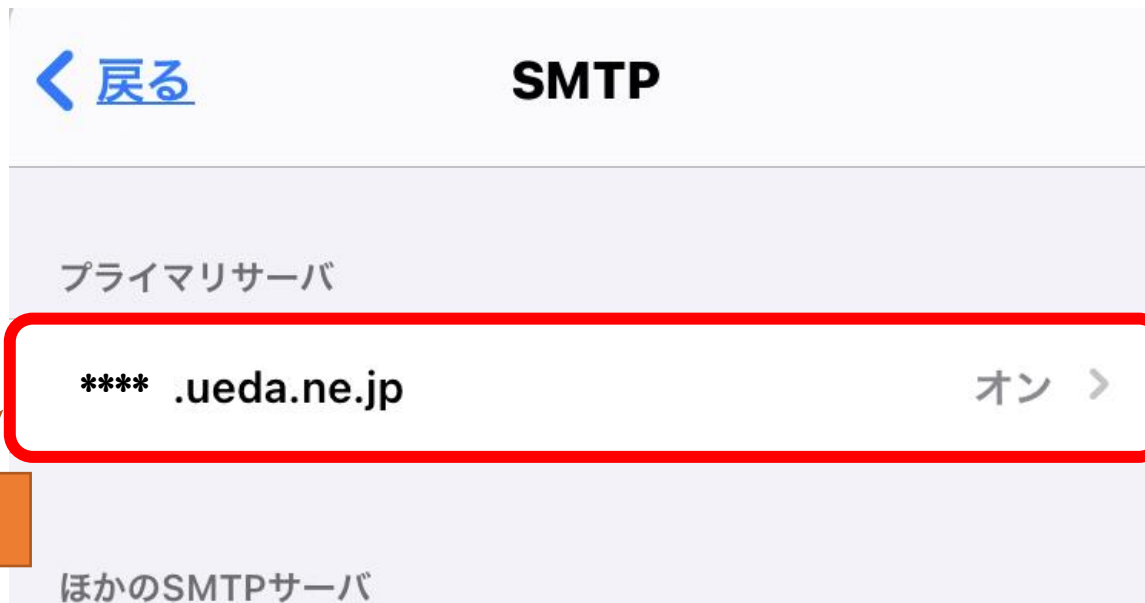 戻る
SMTP
プライマリサーバ
**** .ueda.ne.jp オン
ほかのSMTPサーバ